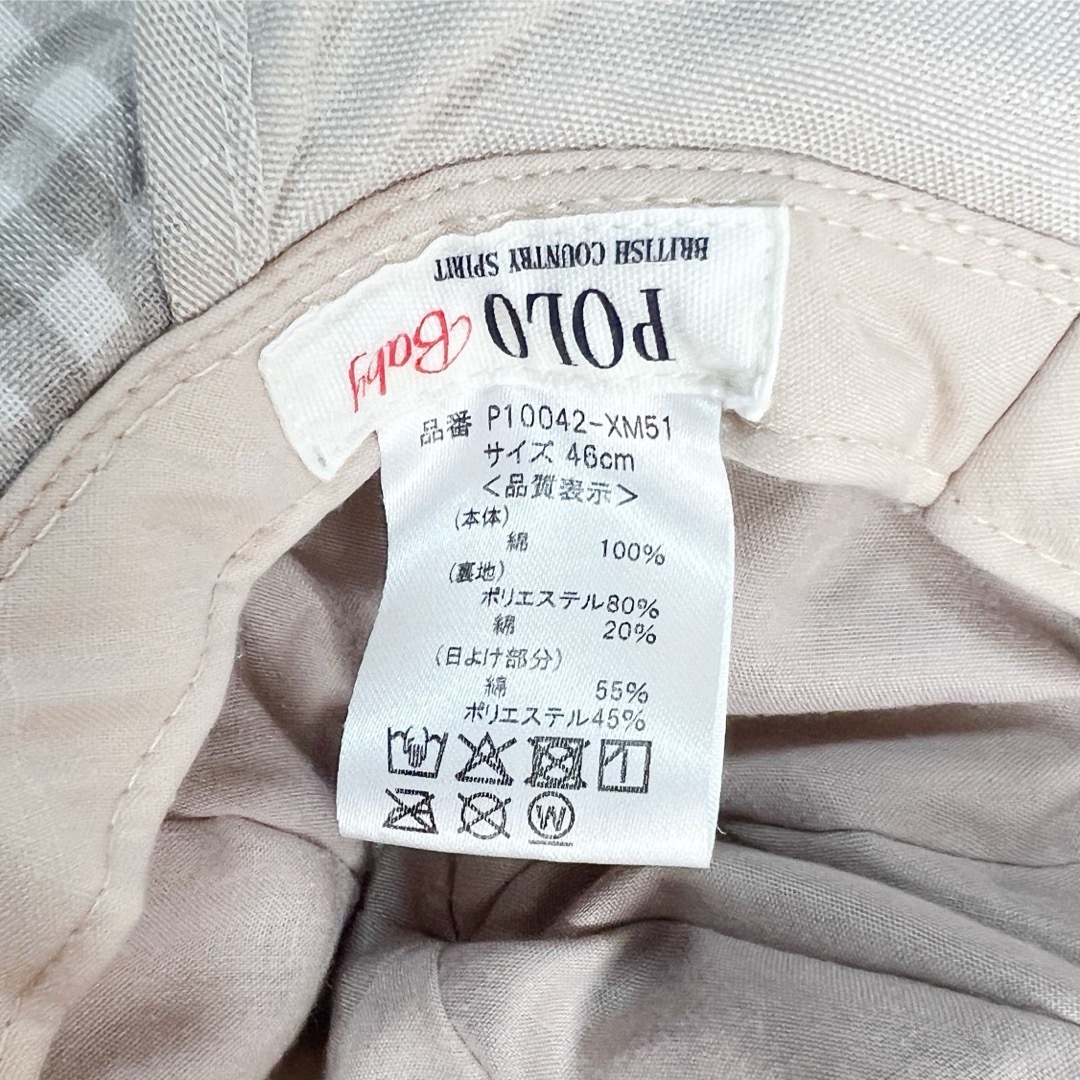 POLO Baby
BRITISH COUNTRY SPIRIT
品番 P10042-XM51
サイズ 46cm
<品質表示>
(本体)
綿 100%
(裏地)
ポリエステル80%
綿 20%
(日よけ部分)
綿 55%
ポリエステル45%
W